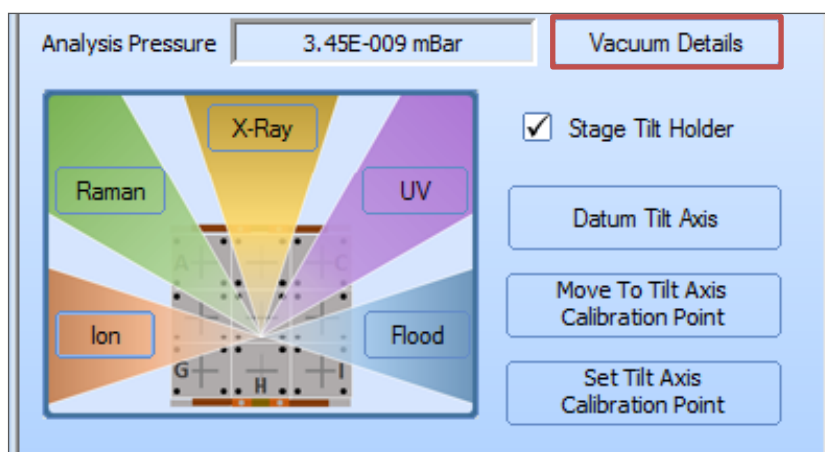 Analysis Pressure 3.45E-009 mBar Vacuum Details
X-Ray
Stage Tilt Holder
Raman
UV
Datum Tilt Axis
A
C
Move To Tilt Axis
Calibration Point
Ion
Flood
G
H
I
Set Tilt Axis
Calibration Point